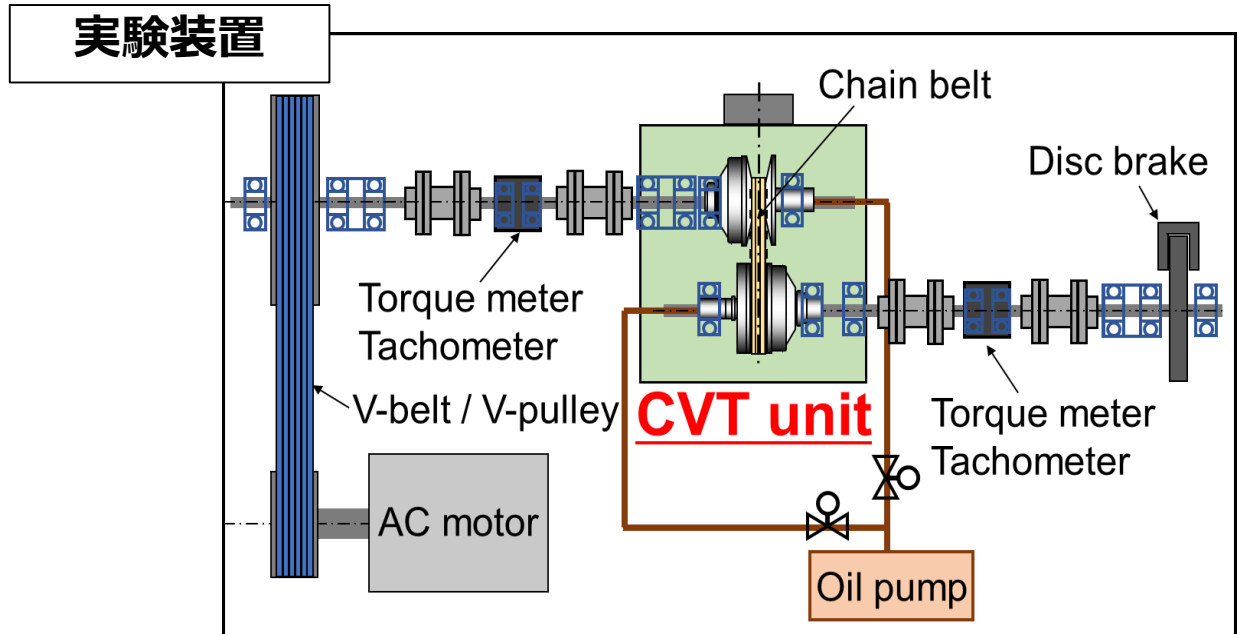 実験装置
Chain belt
Disc brake
Torque meter
Tachometer
V-belt / V-pulley
CVT unit
Torque meter
Tachometer
AC motor
Oil pump